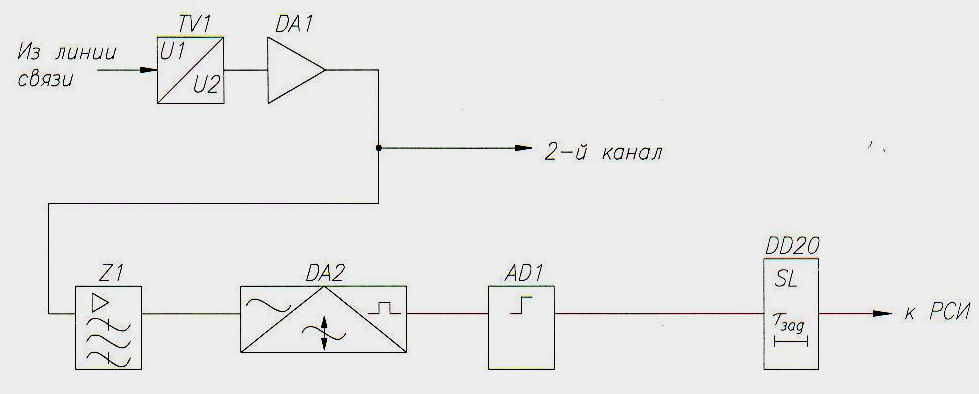 TV1
DA1
Из линии
связи
U1
U2
2-й канал
Z1
DA2
AD1
DD20
SL
τзад
к РСИ